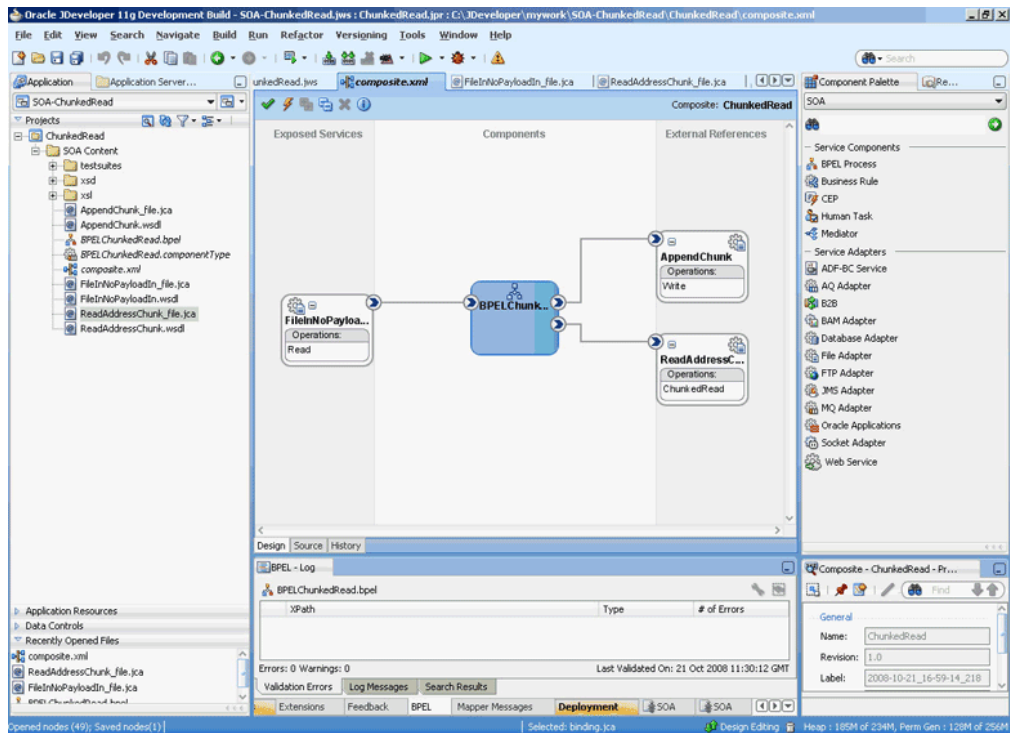 Oracle JDeveloper 11g Development Build - SOA-ChunkedRead.jws : ChunkedRead.jpr : C:\JDeveloper\mywork\SOA-ChunkedRead\ChunkedRead\composite.xml
File Edit View Search Navigate Build Run Refactor Versioning Tools Window Help
Search
Application Application Server...
SOA-ChunkedRead
Projects
ChunkedRead
SOA Content
testsuites
xsd
xsl
AppendChunk_file.jca
AppendChunk.wsdl
BPELChunkedRead.bpel
BPELChunkedRead.componentType
composite.xml
FileInNoPayloadIn_file.jca
FileInNoPayloadIn.wsdl
ReadAddressChunk_file.jca
ReadAddressChunk.wsdl
Application Resources
Data Controls
Recently Opened Files
composite.xml
ReadAddressChunk_file.jca
FileInNoPayloadIn_file.jca
BPELChunkedRead.bpel
unkedRead.jws composite.xml FileInNoPayloadIn_file.jca ReadAddressChunk_file.jca
Composite: ChunkedRead
Exposed Services Components External References
FileInNoPayloa...
Operations:
Read
BPELChunk...
AppendChunk
Operations:
Write
ReadAddressC...
Operations:
ChunkedRead
Design Source History
BPEL - Log
BPELChunkedRead.bpel
XPath Type # of Errors
Errors: 0 Warnings: 0 Last Validated On: 21 Oct 2008 11:30:12 GMT
Validation Errors Log Messages Search Results
Extensions Feedback BPEL Mapper Messages Deployment SOA SOA
Component Palette Re...
SOA
Service Components
BPEL Process
Business Rule
CEP
Human Task
Mediator
Service Adapters
ADF-BC Service
AQ Adapter
B2B
BAM Adapter
Database Adapter
File Adapter
FTP Adapter
JMS Adapter
MQ Adapter
Oracle Applications
Socket Adapter
Web Service
Composite - ChunkedRead - Pr...
Find
General
Name: ChunkedRead
Revision: 1.0
Label: 2008-10-21_16-59-14_218
Opened nodes (49); Saved nodes(1) Selected: binding.jca Design Editing Heap : 185M of 234M, Perm Gen : 128M of 256M